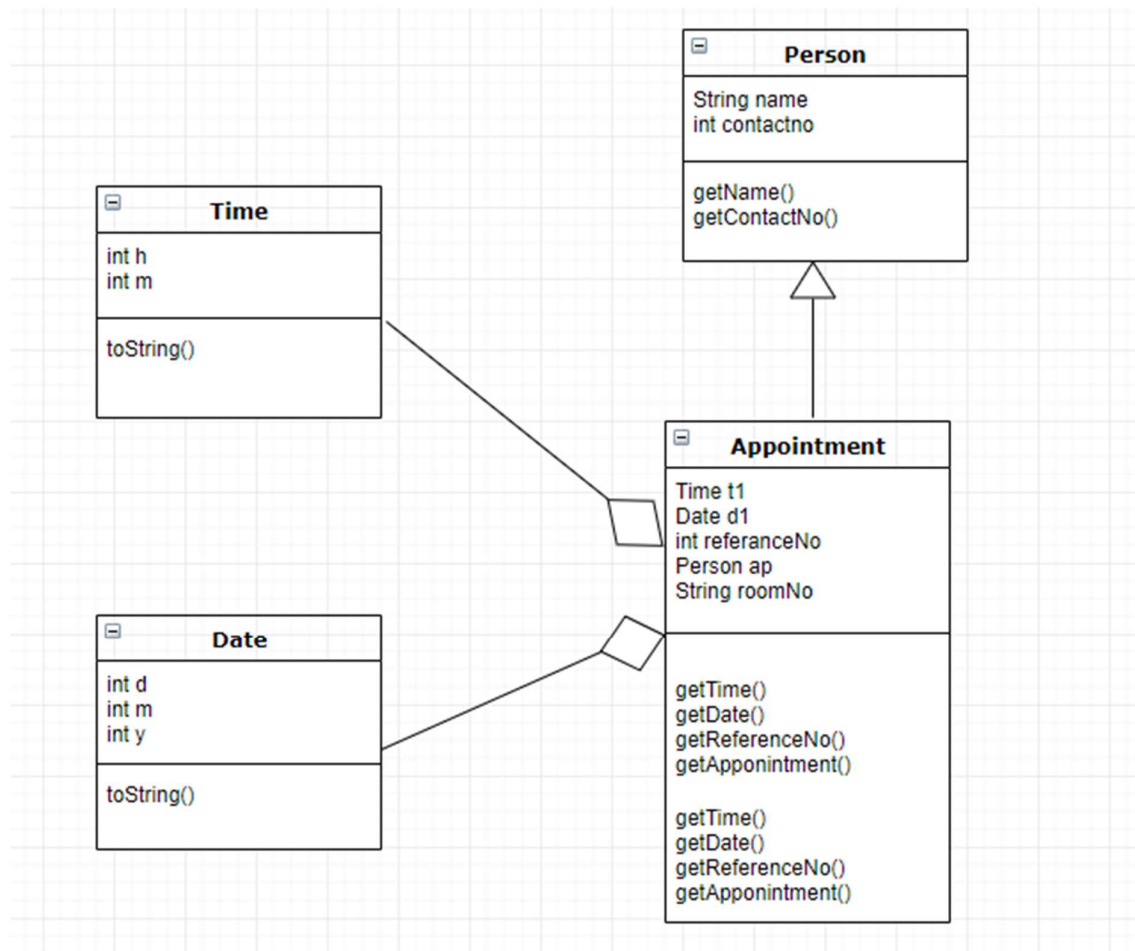 Person
String name
int contactno
getName()
getContactNo()
Time
int h
int m
toString()
Appointment
Time t1
Date d1
int referanceNo
Person ap
String roomNo
getTime()
getDate()
getReferenceNo()
getApponintment()
getTime()
getDate()
getReferenceNo()
getApponintment()
Date
int d
int m
int y
toString()